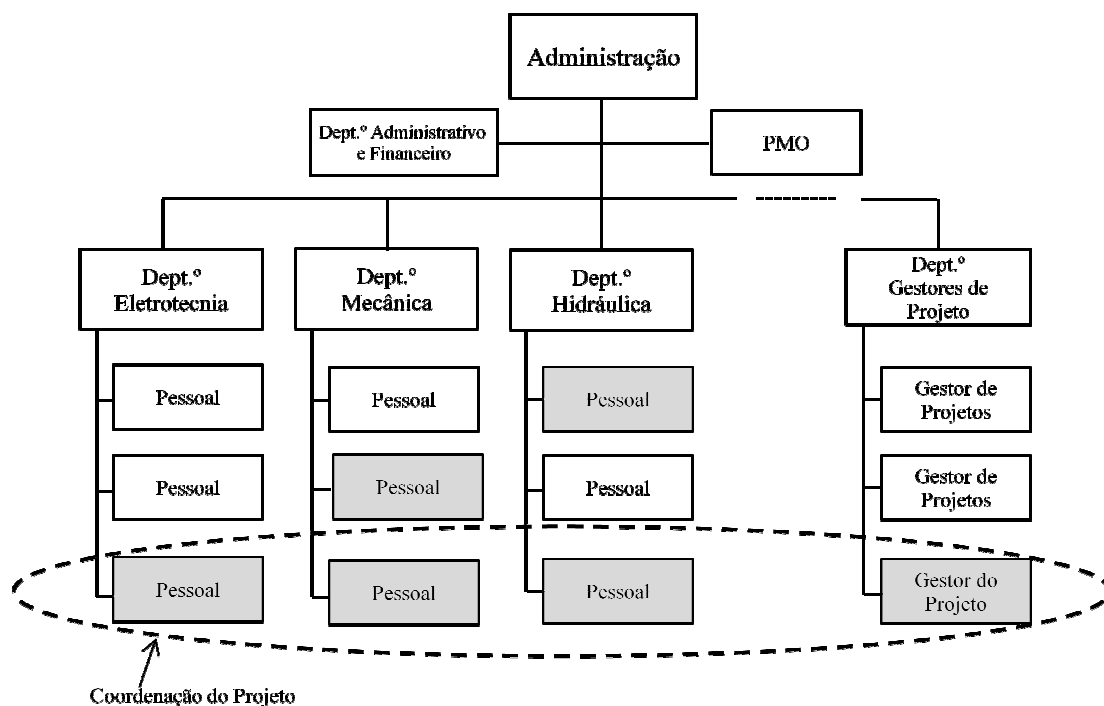 Administração
Dept.º Administrativo
e Financeiro
PMO
Dept.º
Eletrotecnia
Dept.º
Mecânica
Dept.º
Hidráulica
Dept.º
Gestores de
Projeto
Pessoal
Pessoal
Pessoal
Gestor de
Projetos
Pessoal
Pessoal
Pessoal
Gestor de
Projetos
Pessoal
Pessoal
Pessoal
Gestor do
Projeto
Coordenação do Projeto